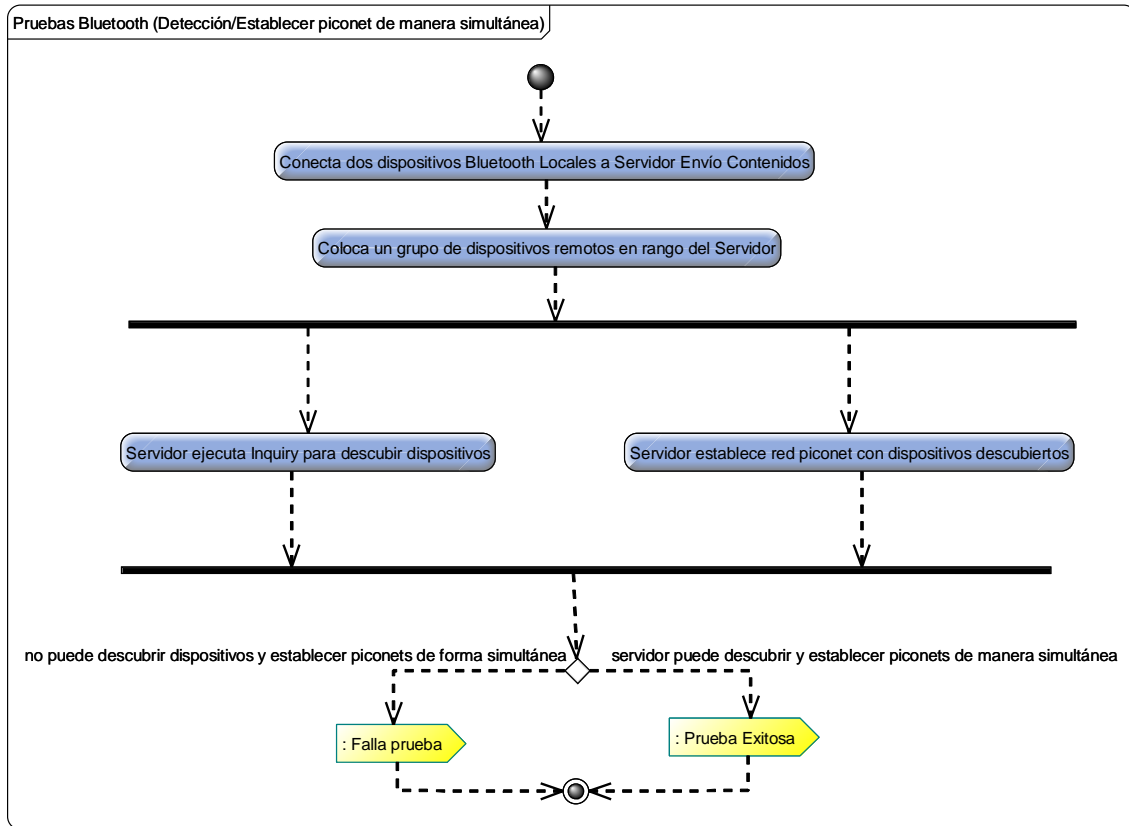 Pruebas Bluetooth (Detección/Establecer piconet de manera simultánea)
Conecta dos dispositivos Bluetooth Locales a Servidor Envío Contenidos
Coloca un grupo de dispositivos remotos en rango del Servidor
Servidor ejecuta Inquiry para descubir dispositivos
Servidor establece red piconet con dispositivos descubiertos
no puede descubrir dispositivos y establecer piconets de forma simultánea
servidor puede descubrir y establecer piconets de manera simultánea
: Falla prueba
: Prueba Exitosa